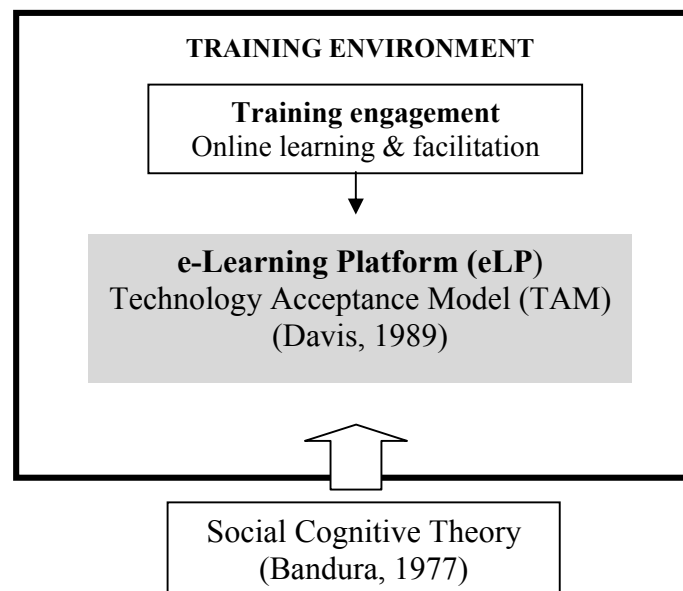 TRAINING ENVIRONMENT
Training engagement
Online learning & facilitation
e-Learning Platform (eLP)
Technology Acceptance Model (TAM)
(Davis, 1989)
Social Cognitive Theory
(Bandura, 1977)